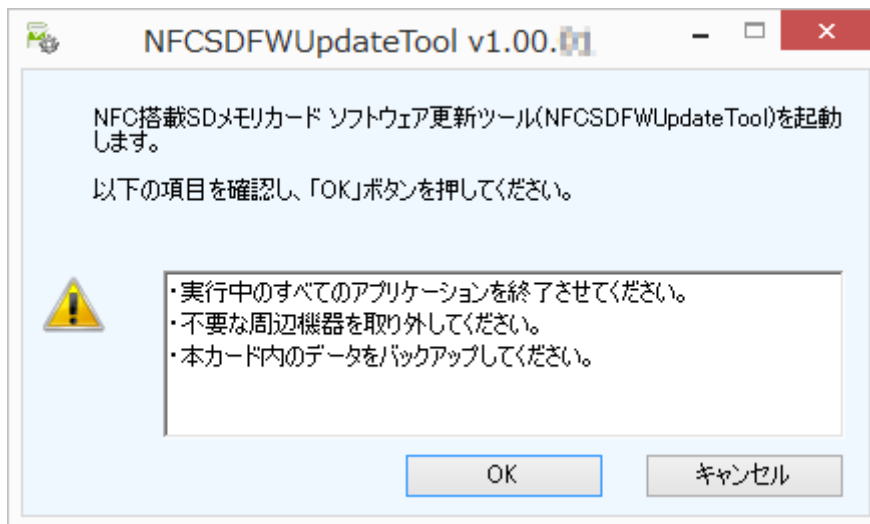 NFCSDFWUpdateTool v1.00.
NFC搭載SDメモリカード ソフトウェア更新ツール(NFCSDFWUpdateTool)を起動
します。
以下の項目を確認し、「OK」ボタンを押してください。
・実行中のすべてのアプリケーションを終了させてください。
・不要な周辺機器を取り外してください。
・本カード内のデータをバックアップしてください。
OK
キャンセル